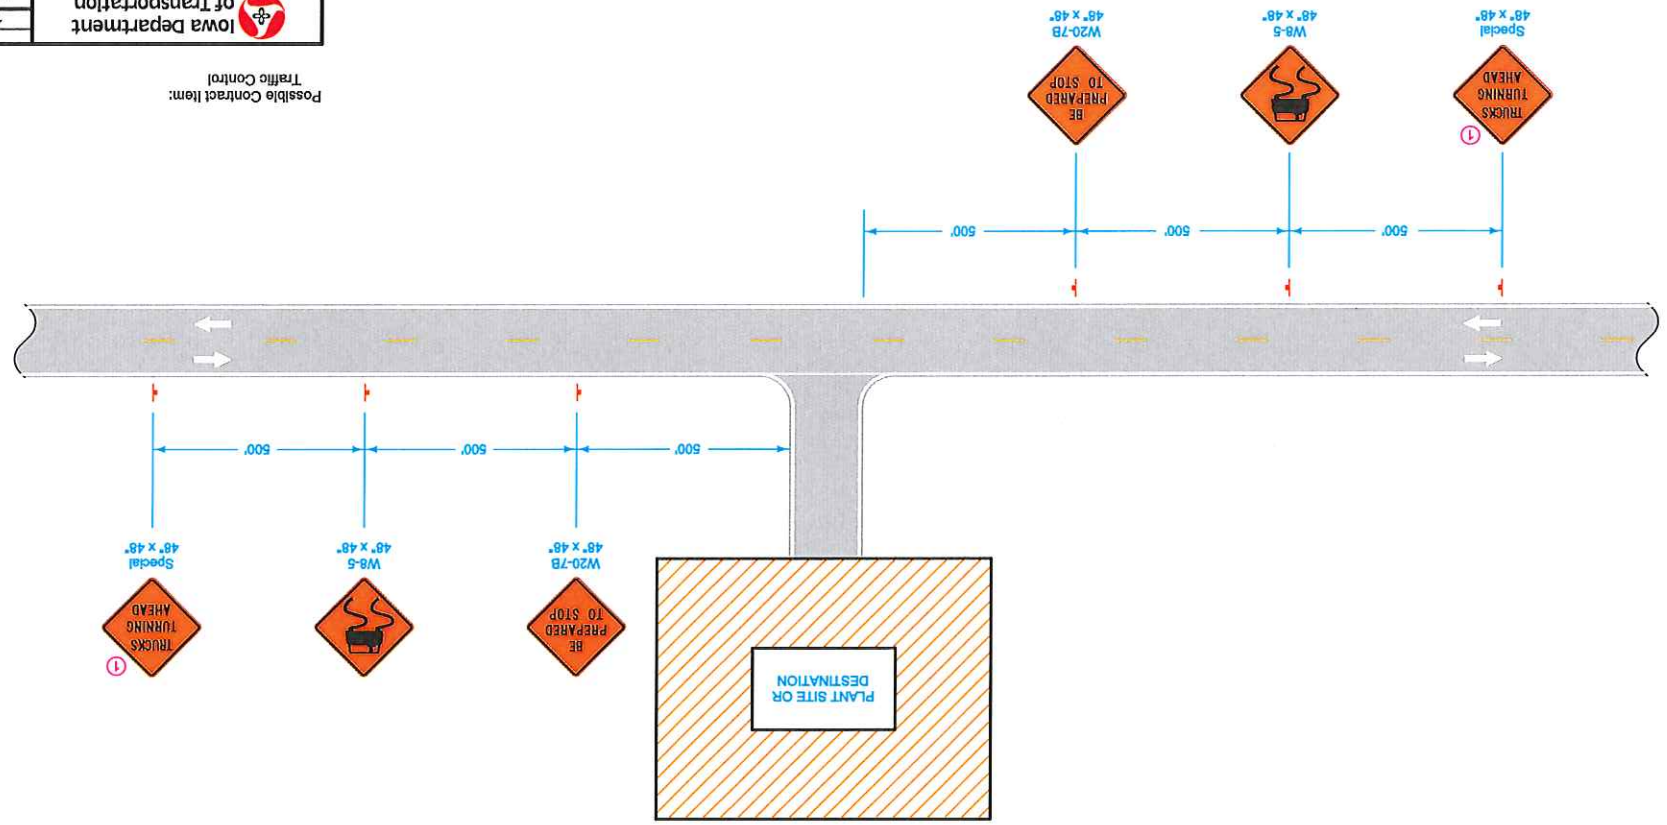 PLANT SITE OR
DESTINATION
BE
PREPARED
TO STOP
W20-7B
48" x 48"
W8-5
48" x 48"
①
TRUCKS
TURNING
AHEAD
Special
48" x 48"
500'
500'
500'
500'
500'
500'
①
TRUCKS
TURNING
AHEAD
Special
48" x 48"
W8-5
48" x 48"
BE
PREPARED
TO STOP
W20-7B
48" x 48"
Possible Contract Item:
Traffic Control
Iowa Department
of Transportation